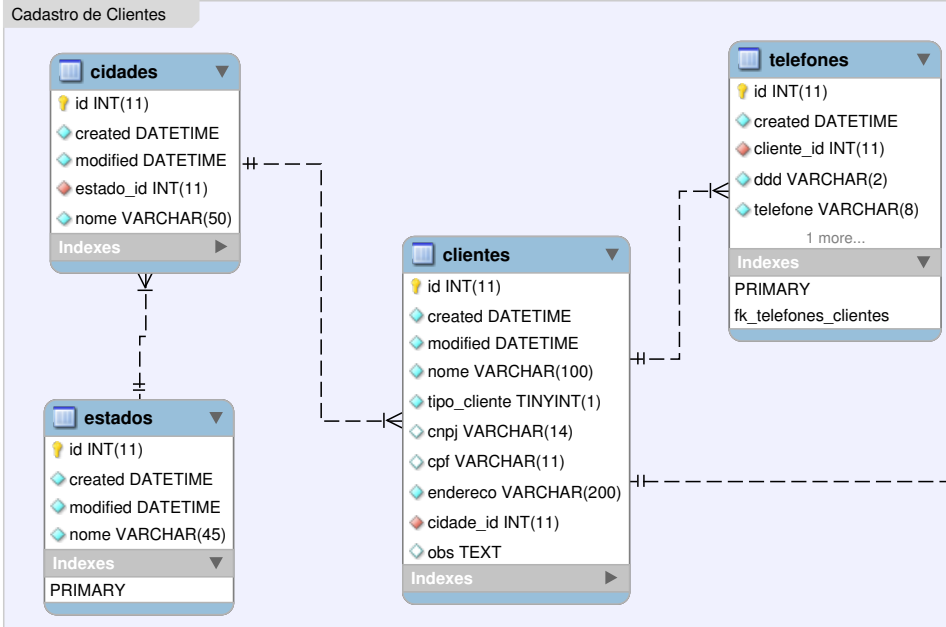 Cadastro de Clientes
cidades
id INT(11)
created DATETIME
modified DATETIME
estado_id INT(11)
nome VARCHAR(50)
Indexes
estados
id INT(11)
created DATETIME
modified DATETIME
nome VARCHAR(45)
Indexes
PRIMARY
clientes
id INT(11)
created DATETIME
modified DATETIME
nome VARCHAR(100)
tipo_cliente TINYINT(1)
cnpj VARCHAR(14)
cpf VARCHAR(11)
endereco VARCHAR(200)
cidade_id INT(11)
obs TEXT
Indexes
telefones
id INT(11)
created DATETIME
cliente_id INT(11)
ddd VARCHAR(2)
telefone VARCHAR(8)
1 more...
Indexes
PRIMARY
fk_telefones_clientes